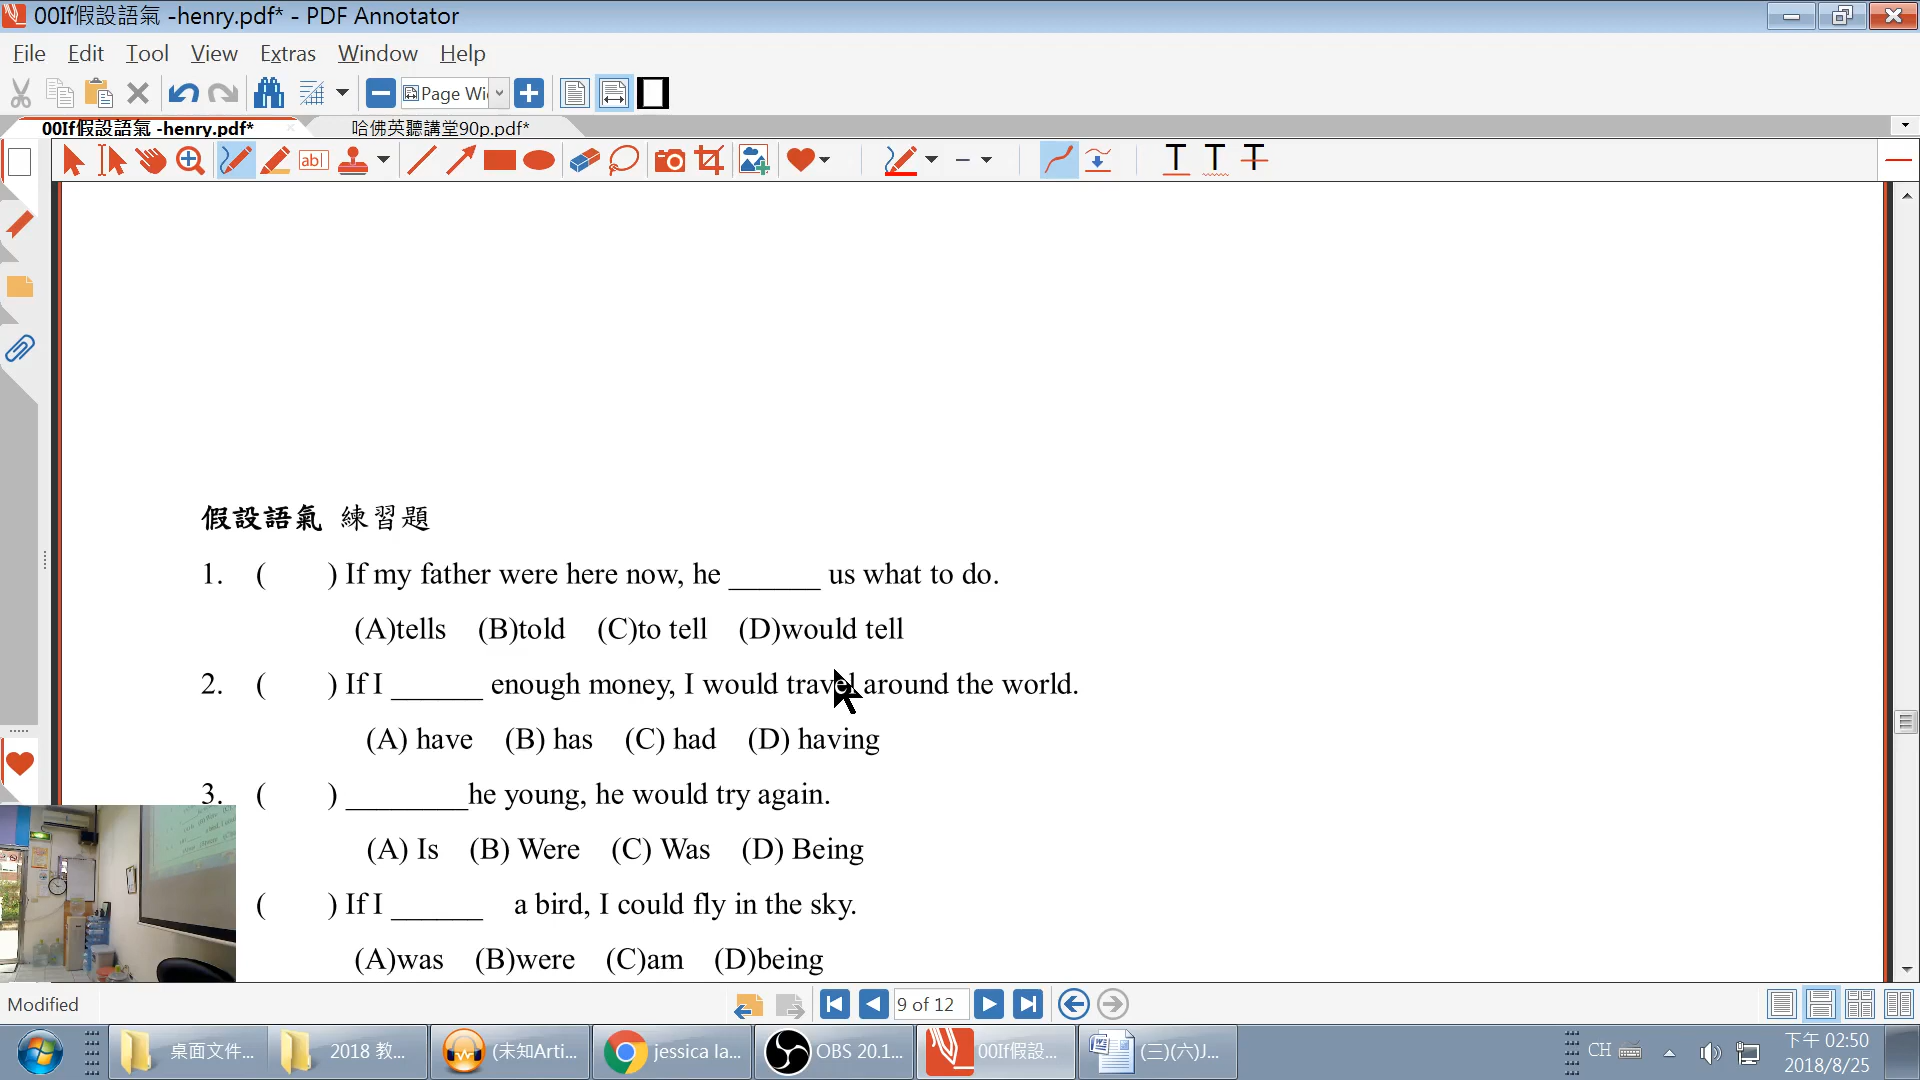 00If假設語氣 -henry.pdf* - PDF Annotator
File Edit Tool View Extras Window Help
Page Wi
00If假設語氣 -henry.pdf* 哈佛英聽講堂90p.pdf*
假設語氣 練習題
1. ( ) If my father were here now, he ______ us what to do.
(A)tells (B)told (C)to tell (D)would tell
2. ( ) If I ______ enough money, I would travel around the world.
(A) have (B) has (C) had (D) having
3. ( ) ________he young, he would try again.
(A) Is (B) Were (C) Was (D) Being
( ) If I ______ a bird, I could fly in the sky.
(A)was (B)were (C)am (D)being
Modified 9 of 12
桌面文件... 2018 教... (未知Arti... jessica la... OBS 20.1... 00If假設... (三)(六)J... CH 下午 02:50
2018/8/25